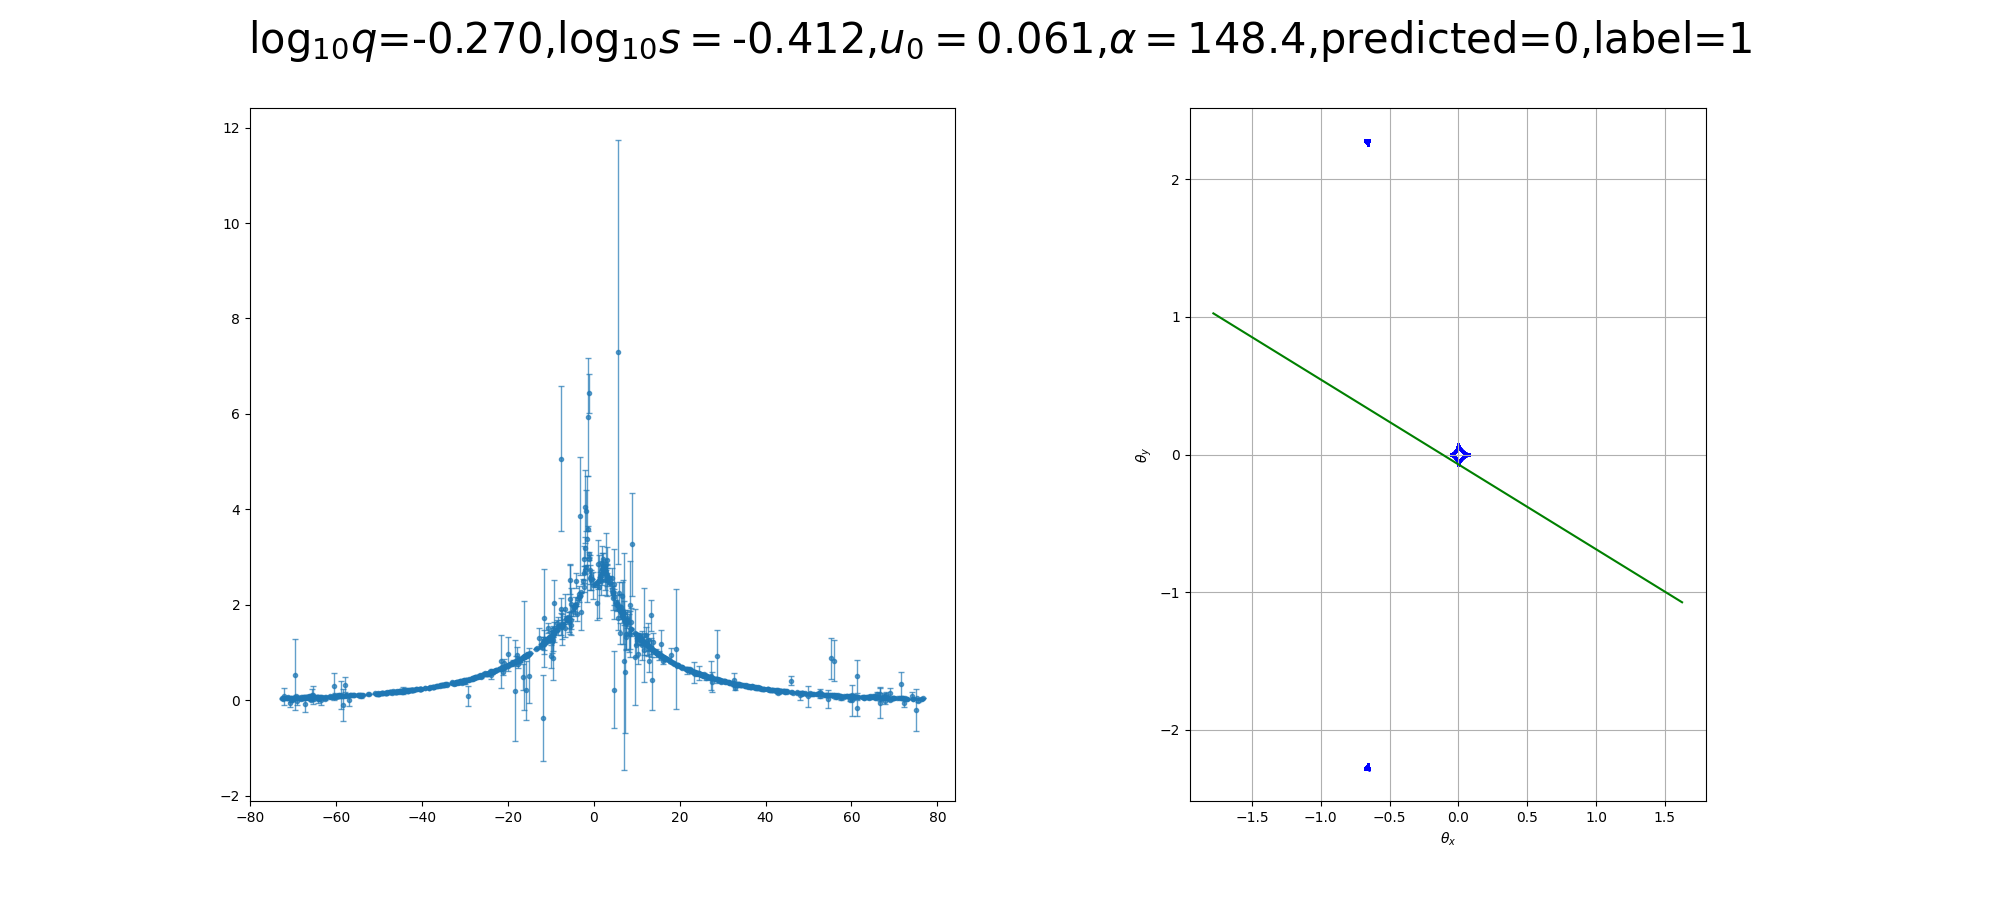 log₁₀q=-0.270,log₁₀s = -0.412,u₀ = 0.061,α = 148.4,predicted=0,label=1
12
10
8
6
4
2
0
−2
−80 −60 −40 −20 0 20 40 60 80
2
1
0
−1
−2
θy
−1.5 −1.0 −0.5 0.0 0.5 1.0 1.5
θx